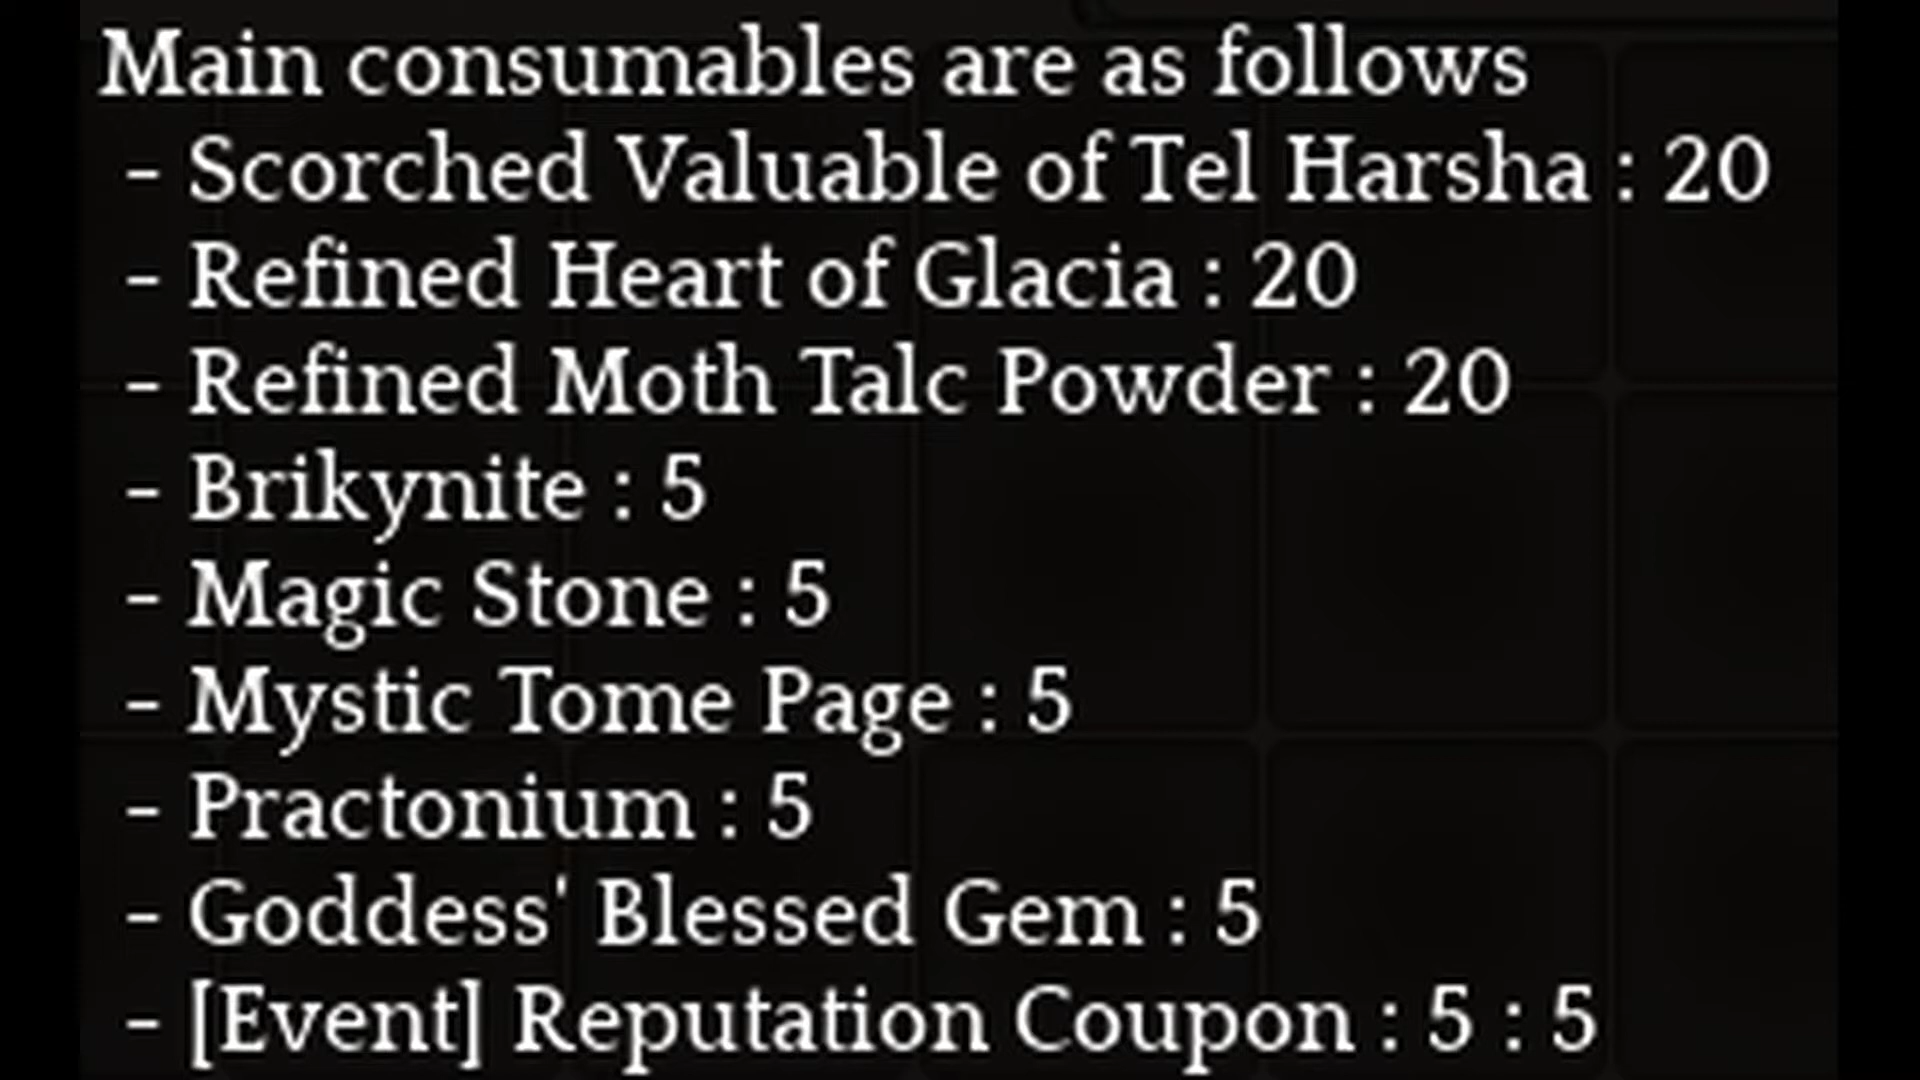 Main consumables are as follows
- Scorched Valuable of Tel Harsha : 20
- Refined Heart of Glacia : 20
- Refined Moth Talc Powder : 20
- Brikynite : 5
- Magic Stone : 5
- Mystic Tome Page : 5
- Practonium : 5
- Goddess' Blessed Gem : 5
- [Event] Reputation Coupon : 5 : 5